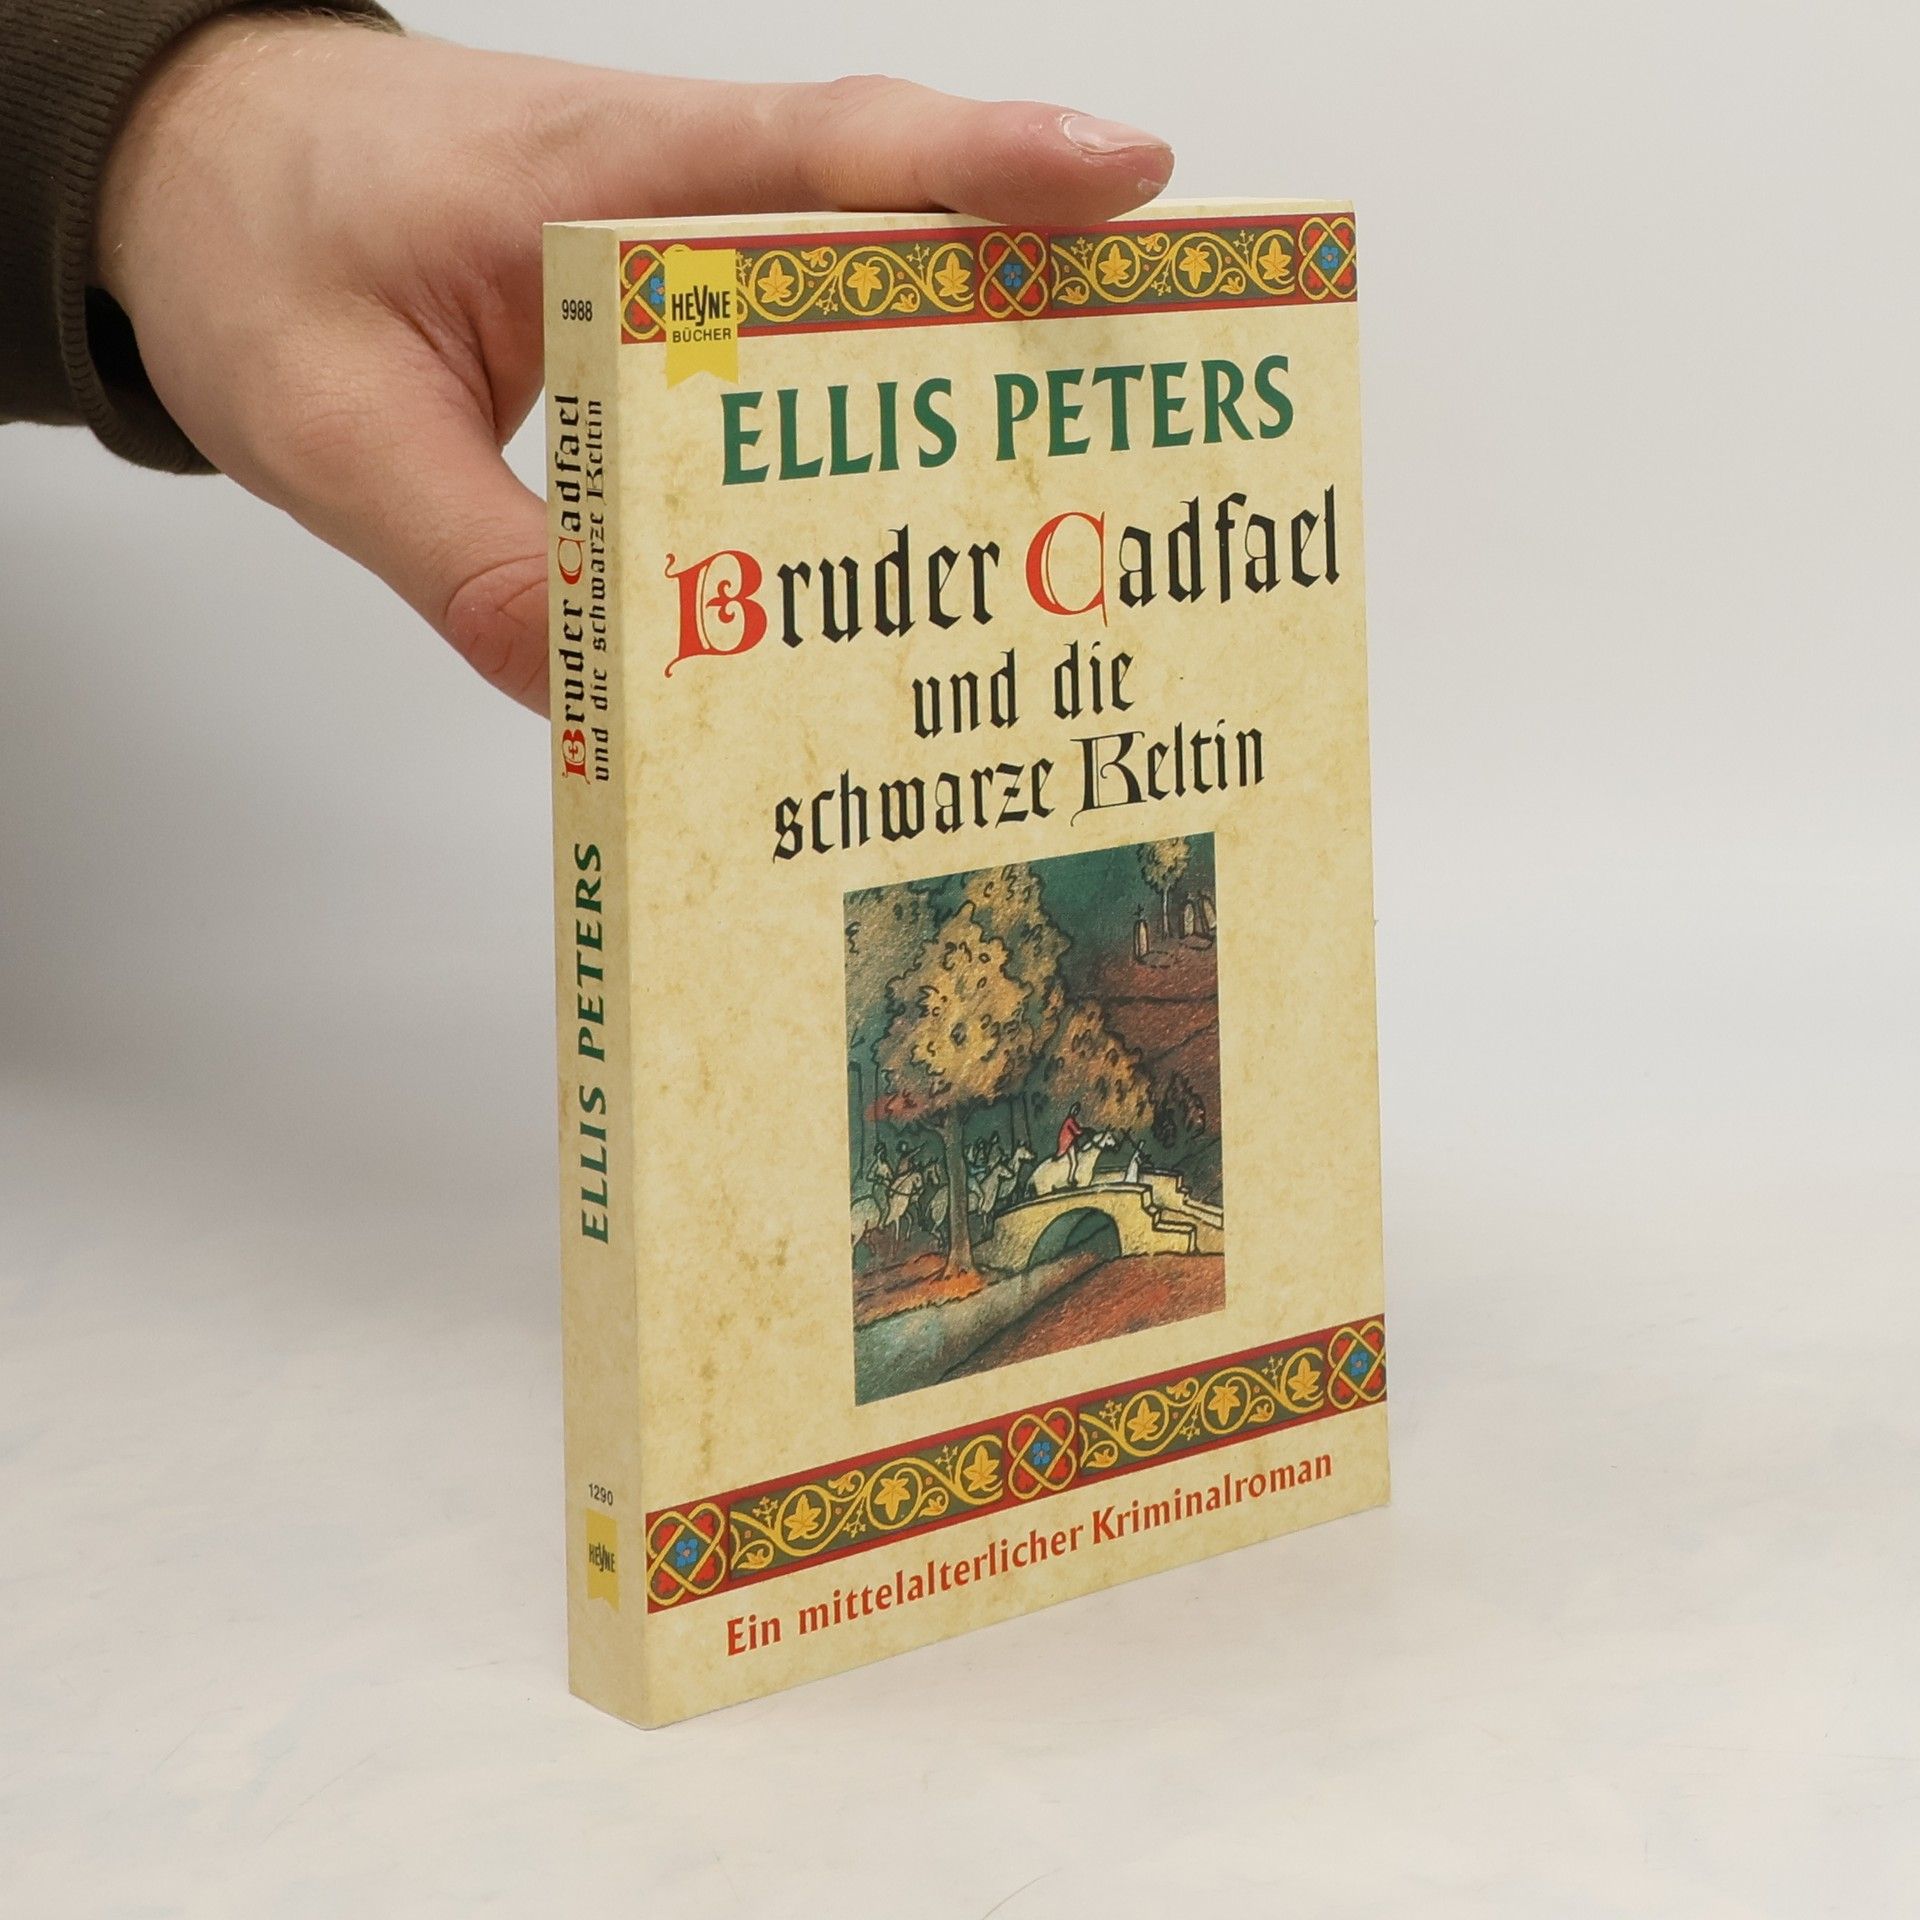 9988
Bruder Cadfael
und die schwarze Keltin
ELLIS PETERS
1290
HEYNE
HEYNE
BÜCHER
ELLIS PETERS
Bruder Cadfael
und die
schwarze Keltin
Ein mittelalterlicher Kriminalroman